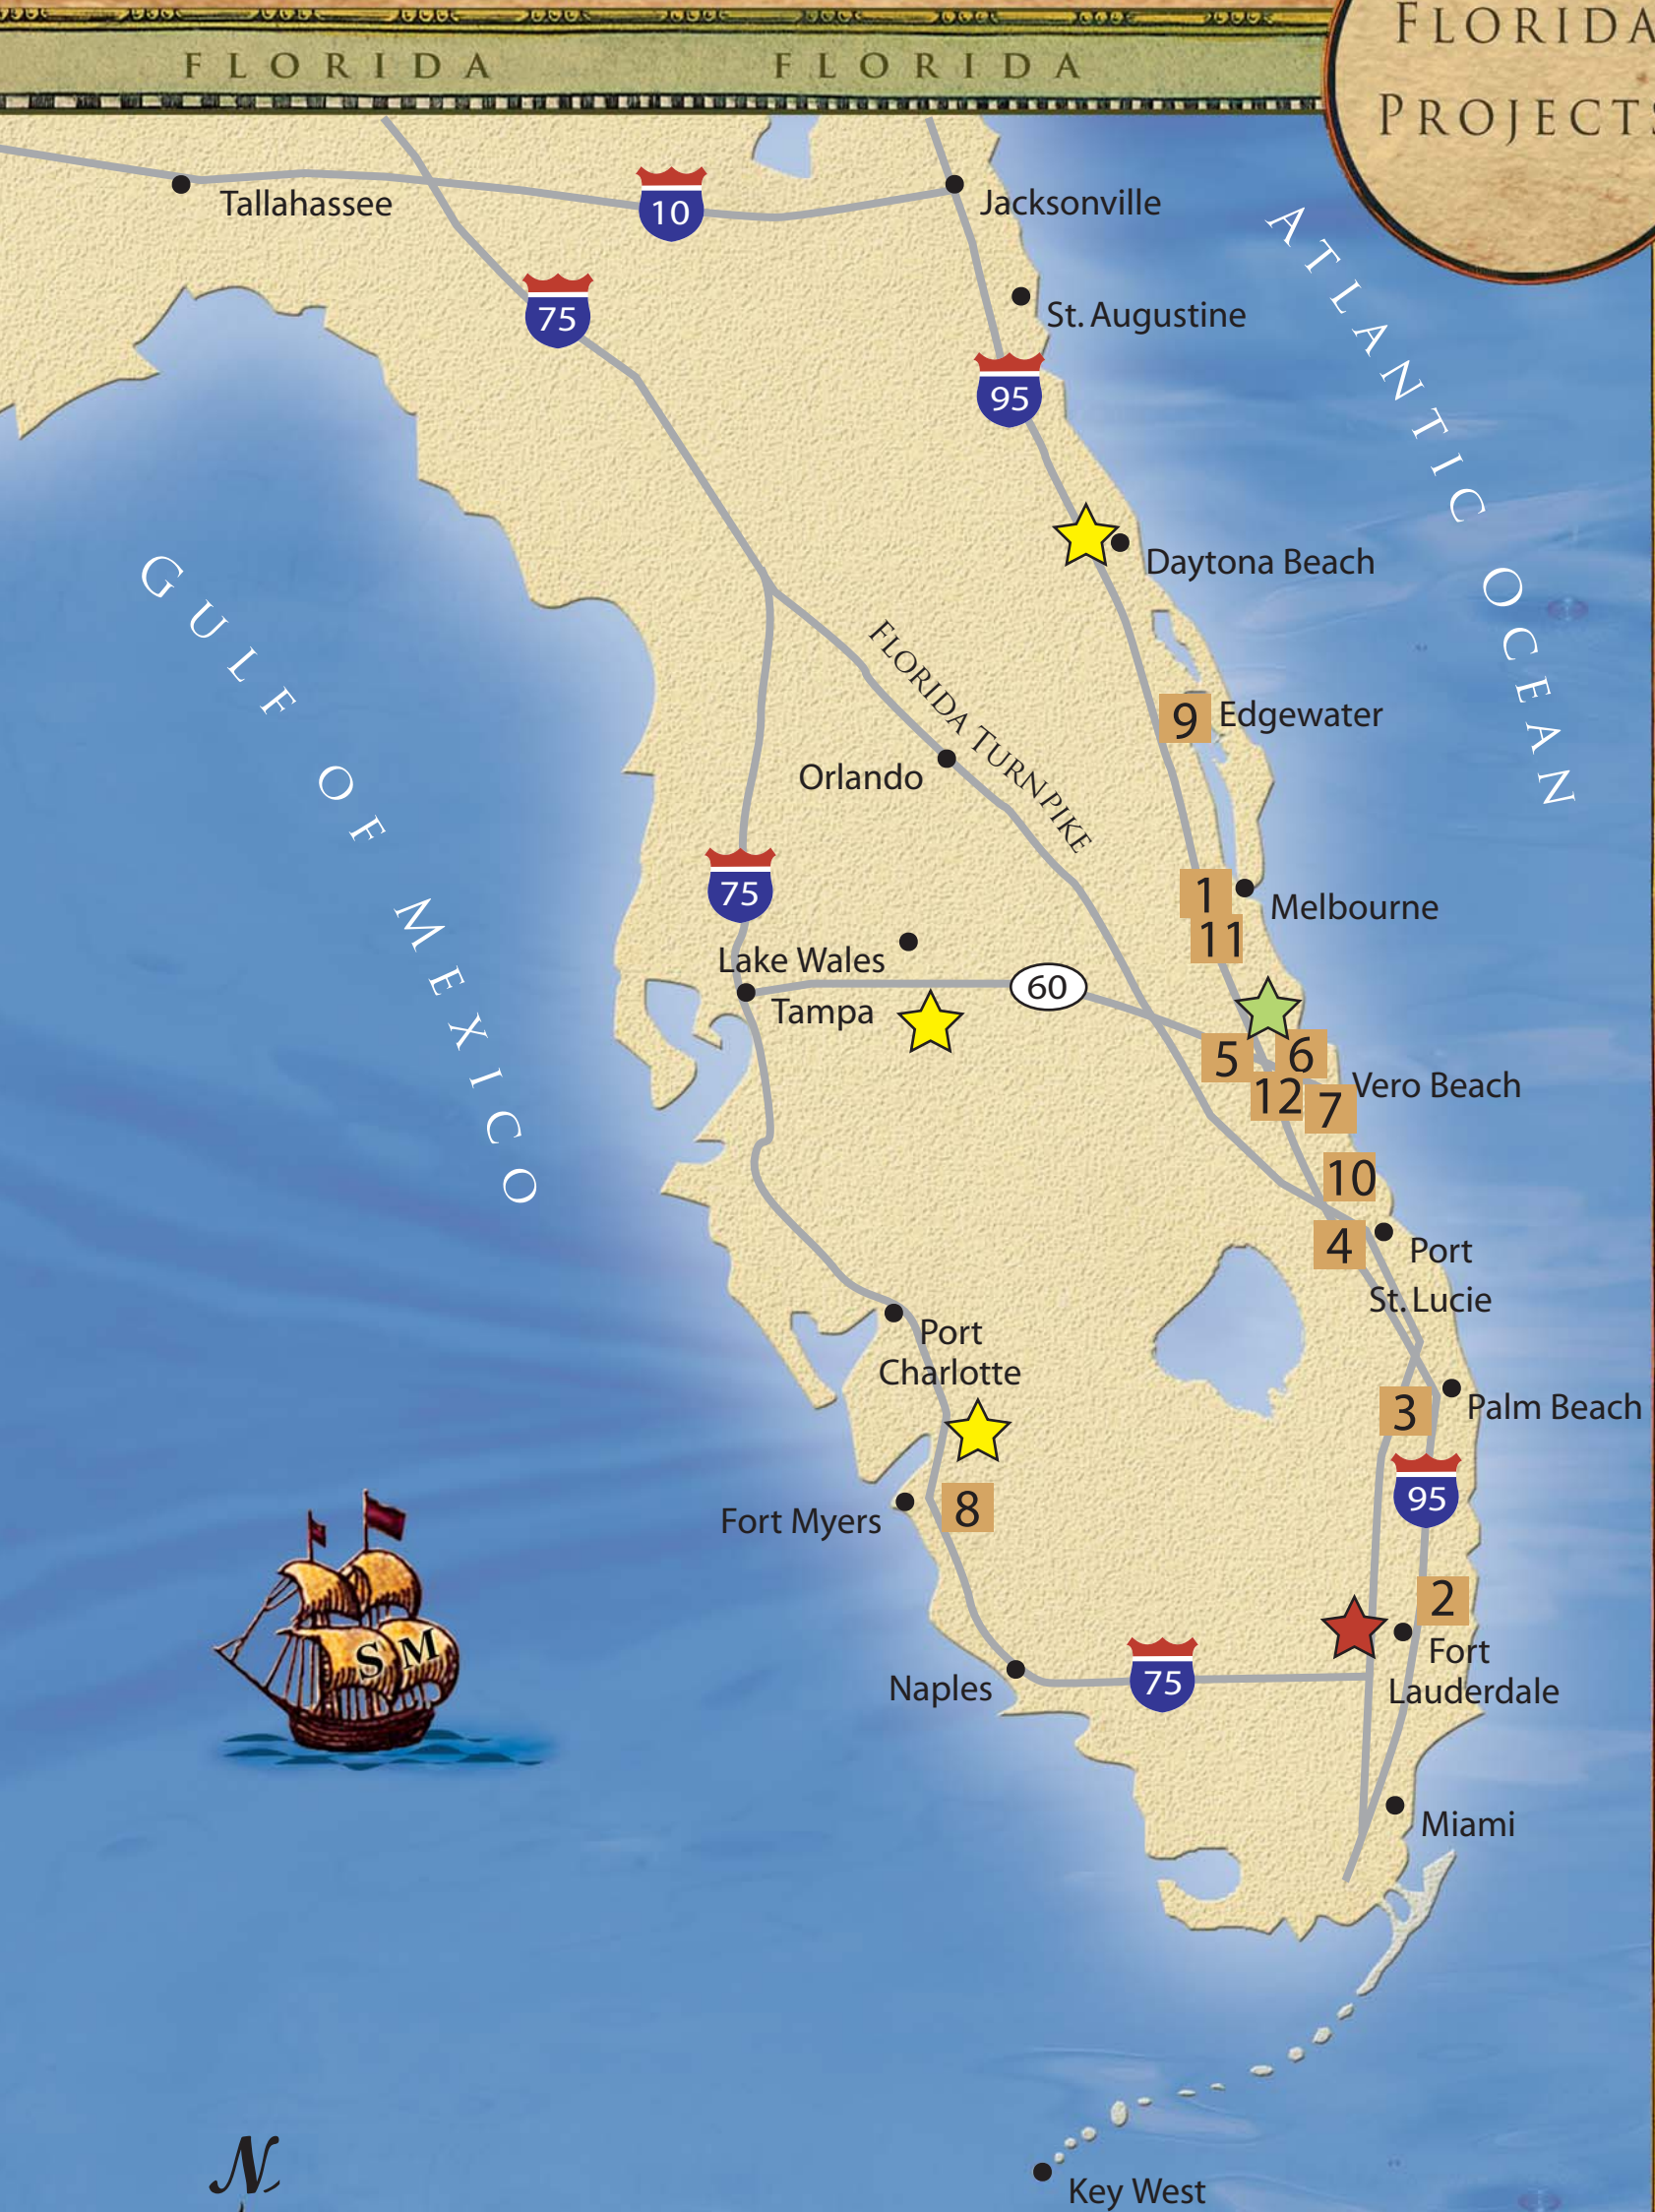 FLORIDA FLORIDA
FLORIDA
PROJECTS
Tallahassee
10
Jacksonville
75
St. Augustine
95
ATLANTIC OCEAN
Daytona Beach
GULF OF MEXICO
FLORIDA TURNPIKE
9 Edgewater
Orlando
75
1
Melbourne
11
Lake Wales
60
Tampa
5
6
Vero Beach
12
7
10
4
Port
St. Lucie
Port
Charlotte
3
Palm Beach
95
Fort Myers
8
2
Fort
Lauderdale
S M
Naples
75
Miami
N
Key West